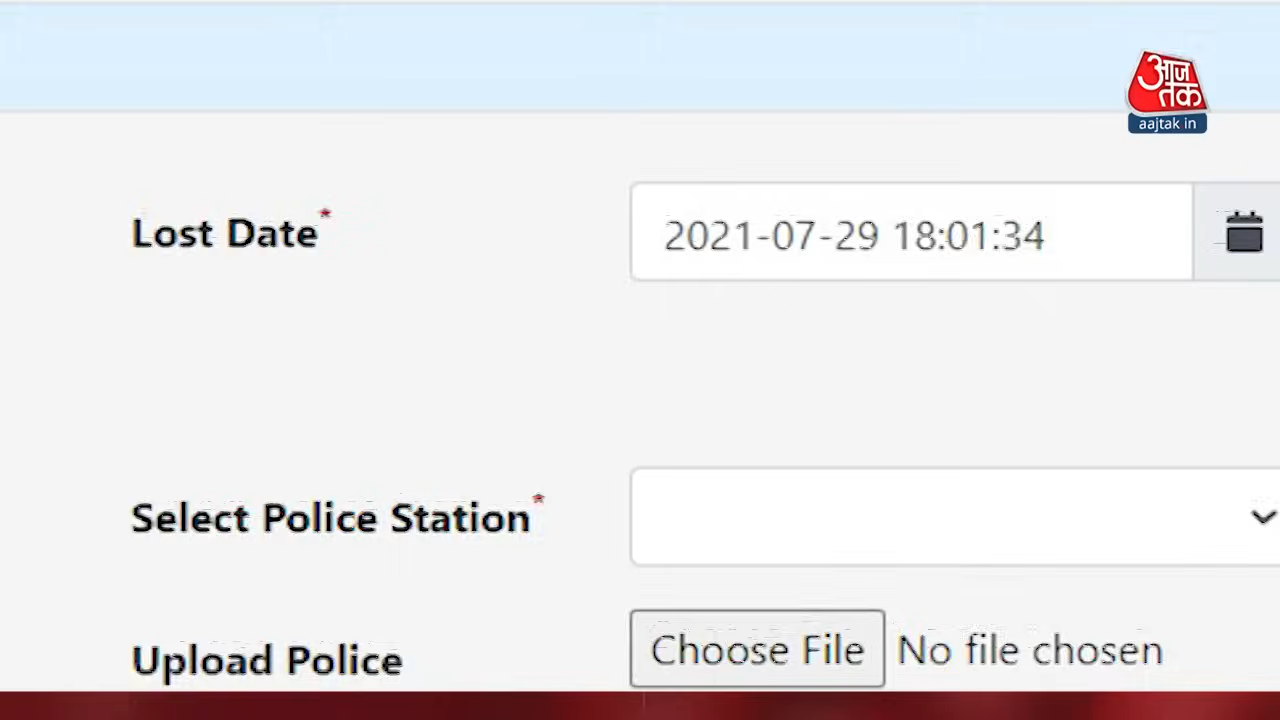 आज
तक
aajtak in
Lost Date*
2021-07-29 18:01:34
Select Police Station*
Upload Police
Choose File No file chosen